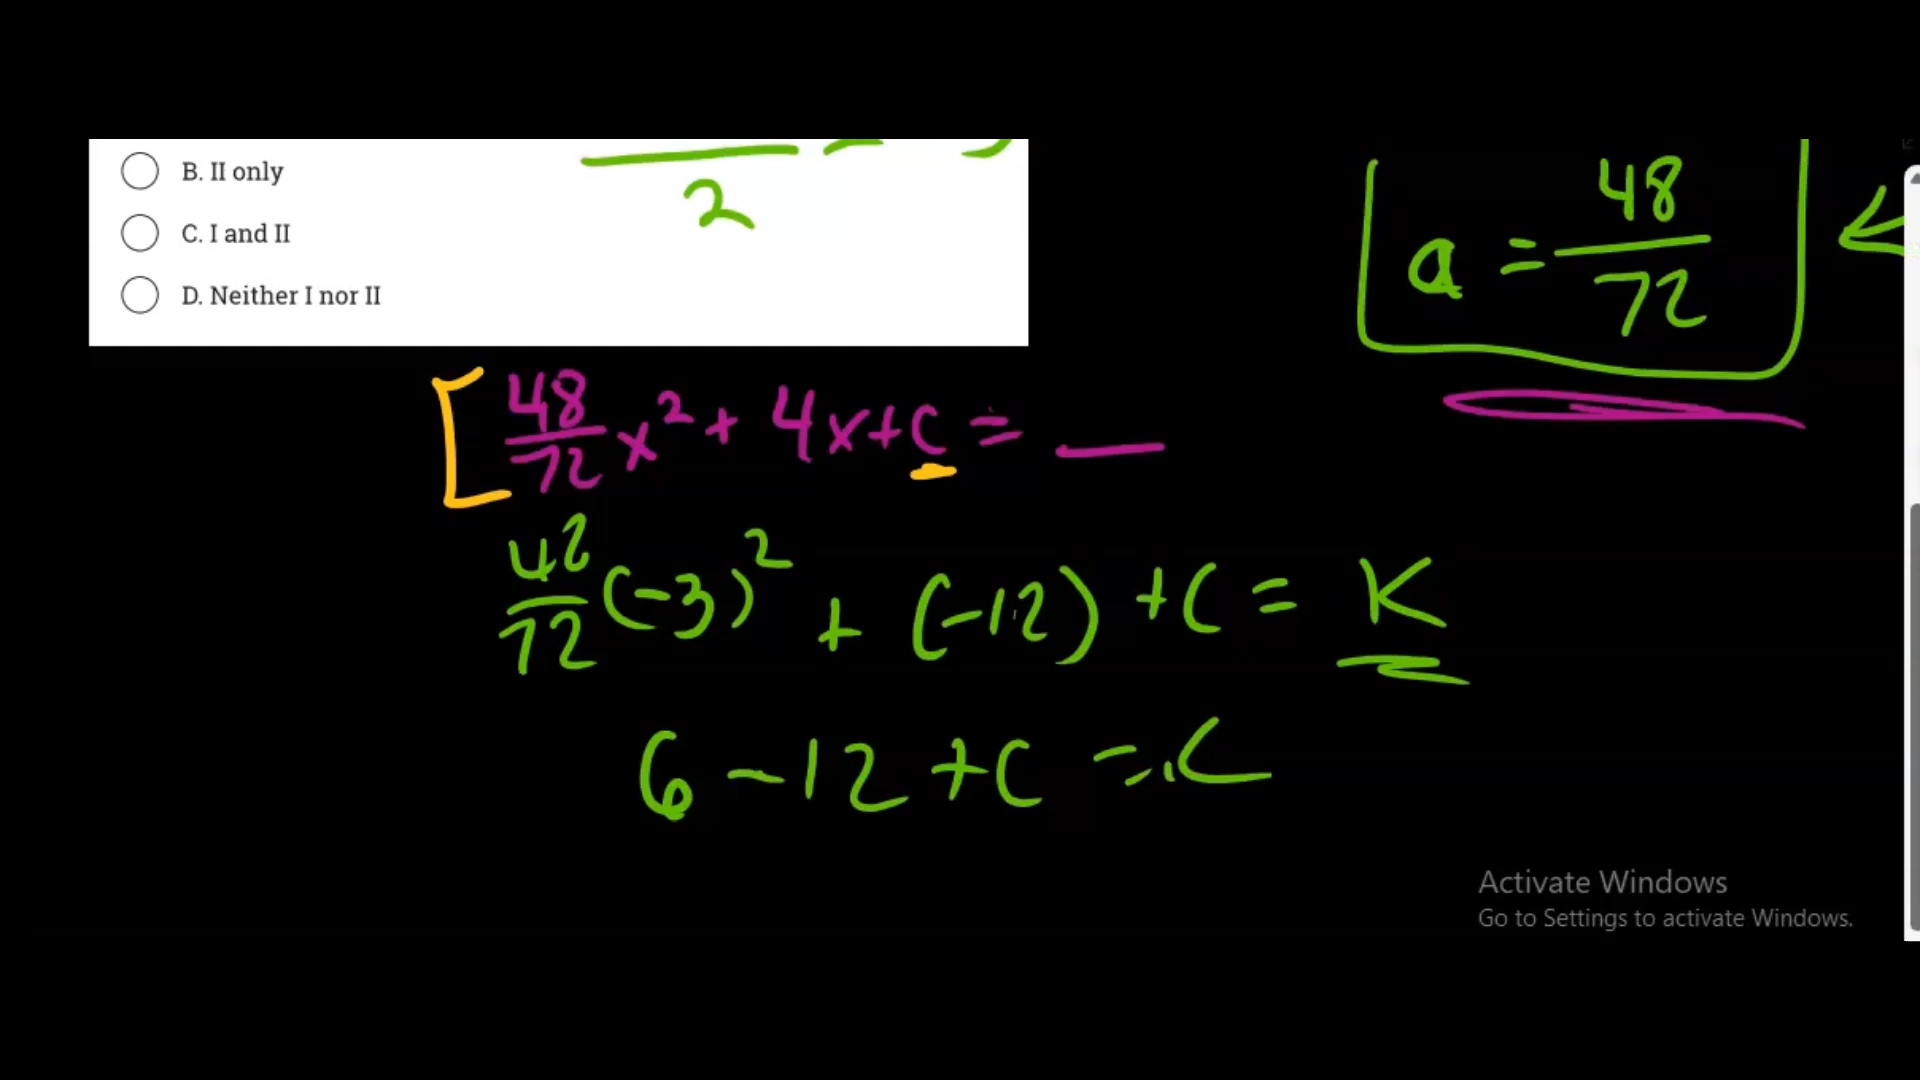 B. II only
C. I and II
D. Neither I nor II
2
a = 48/72
48/72 x² + 4x + c = __
48/72 (-3)² + (-12) + C = K
6 - 12 + C =
Activate Windows
Go to Settings to activate Windows.